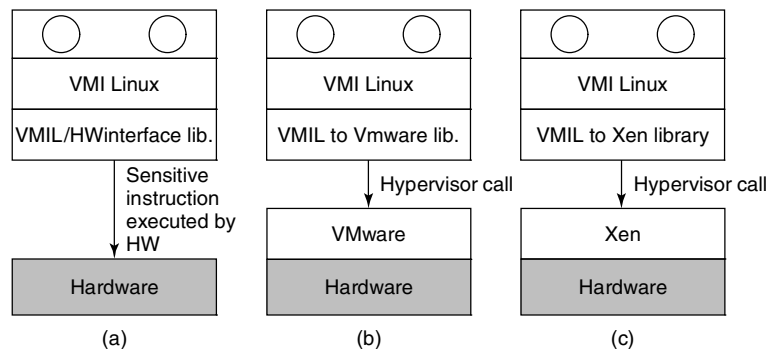 VMI Linux
VMIL/HWinterface lib.
Sensitive
instruction
executed by
HW
Hardware
(a)
VMI Linux
VMIL to Vmware lib.
Hypervisor call
VMware
Hardware
(b)
VMI Linux
VMIL to Xen library
Hypervisor call
Xen
Hardware
(c)